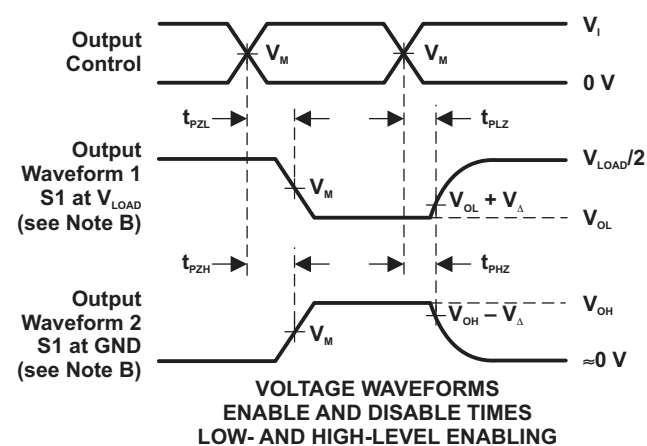 Output
Control
V_M
V_M
V_I
0 V
t_PZL
t_PLZ
Output
Waveform 1
S1 at V_LOAD
(see Note B)
V_M
V_OL + V_Δ
V_LOAD/2
V_OL
t_PZH
t_PHZ
Output
Waveform 2
S1 at GND
(see Note B)
V_M
V_OH – V_Δ
V_OH
≈0 V
VOLTAGE WAVEFORMS
ENABLE AND DISABLE TIMES
LOW- AND HIGH-LEVEL ENABLING